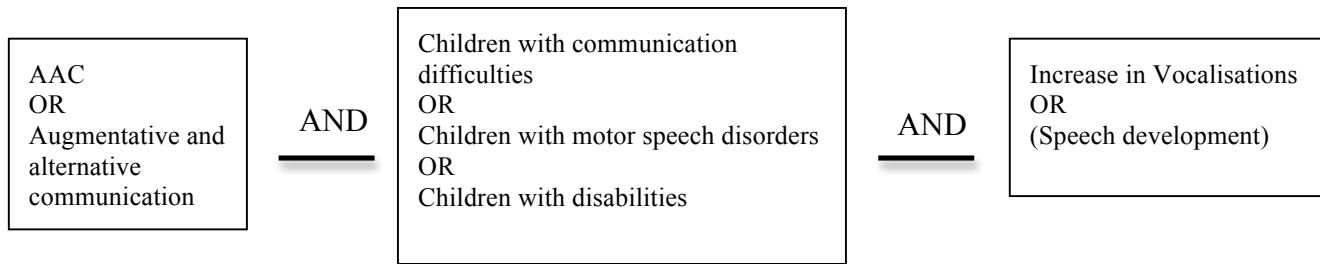 AAC
OR
Augmentative and
alternative
communication
AND
Children with communication
difficulties
OR
Children with motor speech disorders
OR
Children with disabilities
AND
Increase in Vocalisations
OR
(Speech development)